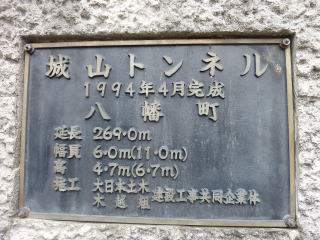 城山トンネル
1994年4月完成
八幡町
延長 269.0m
幅員 6.0m(11.0m)
高 4.7m(6.7m)
施工 大日本土木
木越組 建設工事共同企業体